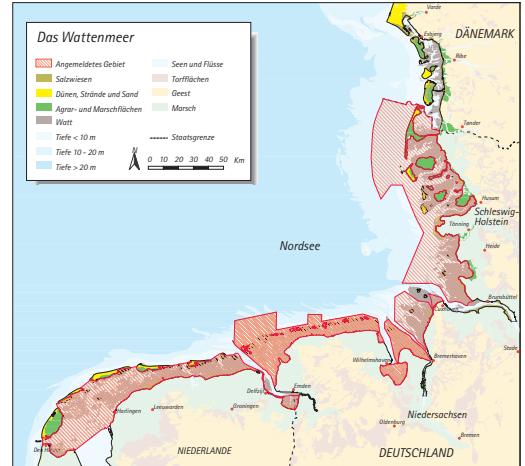 Das Wattenmeer
Angemeldetes Gebiet
Salzwiesen
Dünen, Strände und Sand
Agrar- und Marschflächen
Watt
Tiefe < 10 m
Tiefe 10 - 20 m
Tiefe > 20 m
Seen und Flüsse
Torfflächen
Geest
Marsch
Staatsgrenze
N
0 10 20 30 40 50 Km
Varde
DÄNEMARK
Esbjerg
Ribe
Tønder
Husum
Schleswig-
Holstein
Tönning
Heide
Nordsee
Brunsbüttel
Cuxhaven
Stade
Wilhelmshaven
Bremerhaven
Emden
Delfzijl
Harlingen
Leeuwarden
Groningen
Niedersachsen
Oldenburg
Bremen
Den Helder
NIEDERLANDE
DEUTSCHLAND